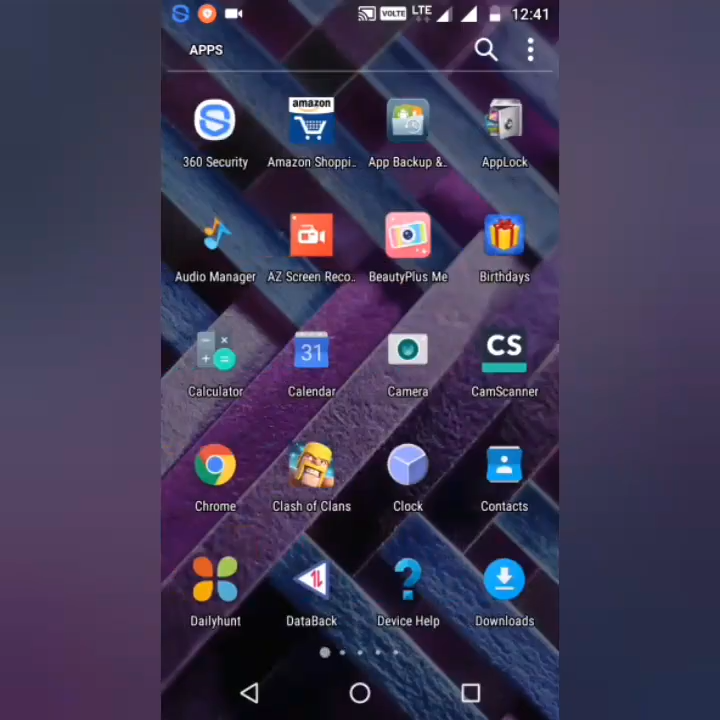 VOLTE LTE 12:41
APPS
amazon
360 Security Amazon Shoppi.. App Backup &.. AppLock
Audio Manager AZ Screen Reco.. BeautyPlus Me Birthdays
31
CS
Calculator Calendar Camera CamScanner
Chrome Clash of Clans Clock Contacts
Dailyhunt DataBack Device Help Downloads